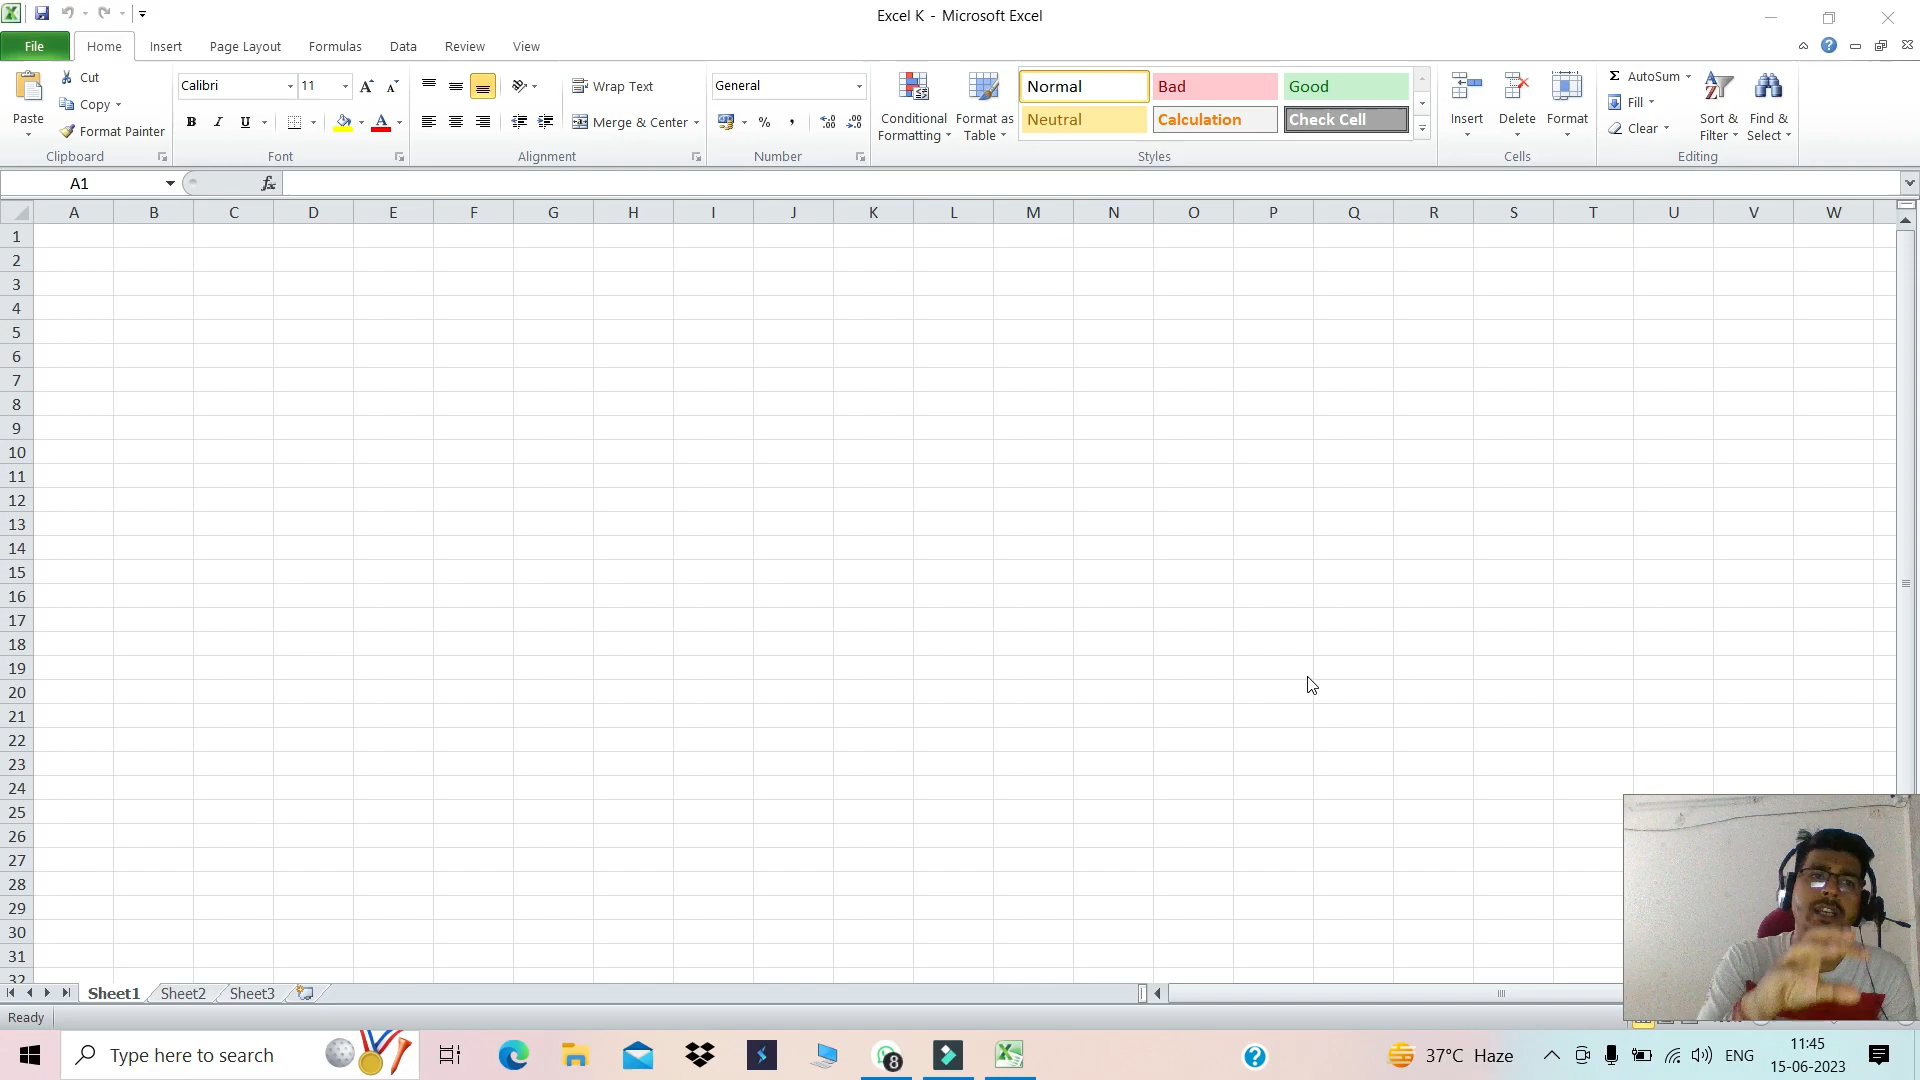 Excel K - Microsoft Excel
File Home Insert Page Layout Formulas Data Review View
Paste
Cut
Copy
Format Painter
Clipboard
Calibri 11
B I U A
Font
Wrap Text
Merge & Center
Alignment
General
% ,
Number
Conditional Formatting
Format as Table
Normal Bad Good
Neutral Calculation Check Cell
Styles
Insert Delete Format
Cells
Σ AutoSum
Fill
Clear
Sort & Filter
Find & Select
Editing
A1 fx
A B C D E F G H I J K L M N O P Q R S T U V W
1
2
3
4
5
6
7
8
9
10
11
12
13
14
15
16
17
18
19
20
21
22
23
24
25
26
27
28
29
30
31
32
Sheet1 Sheet2 Sheet3
Ready
Type here to search
8
37°C Haze
ENG
11:45
15-06-2023